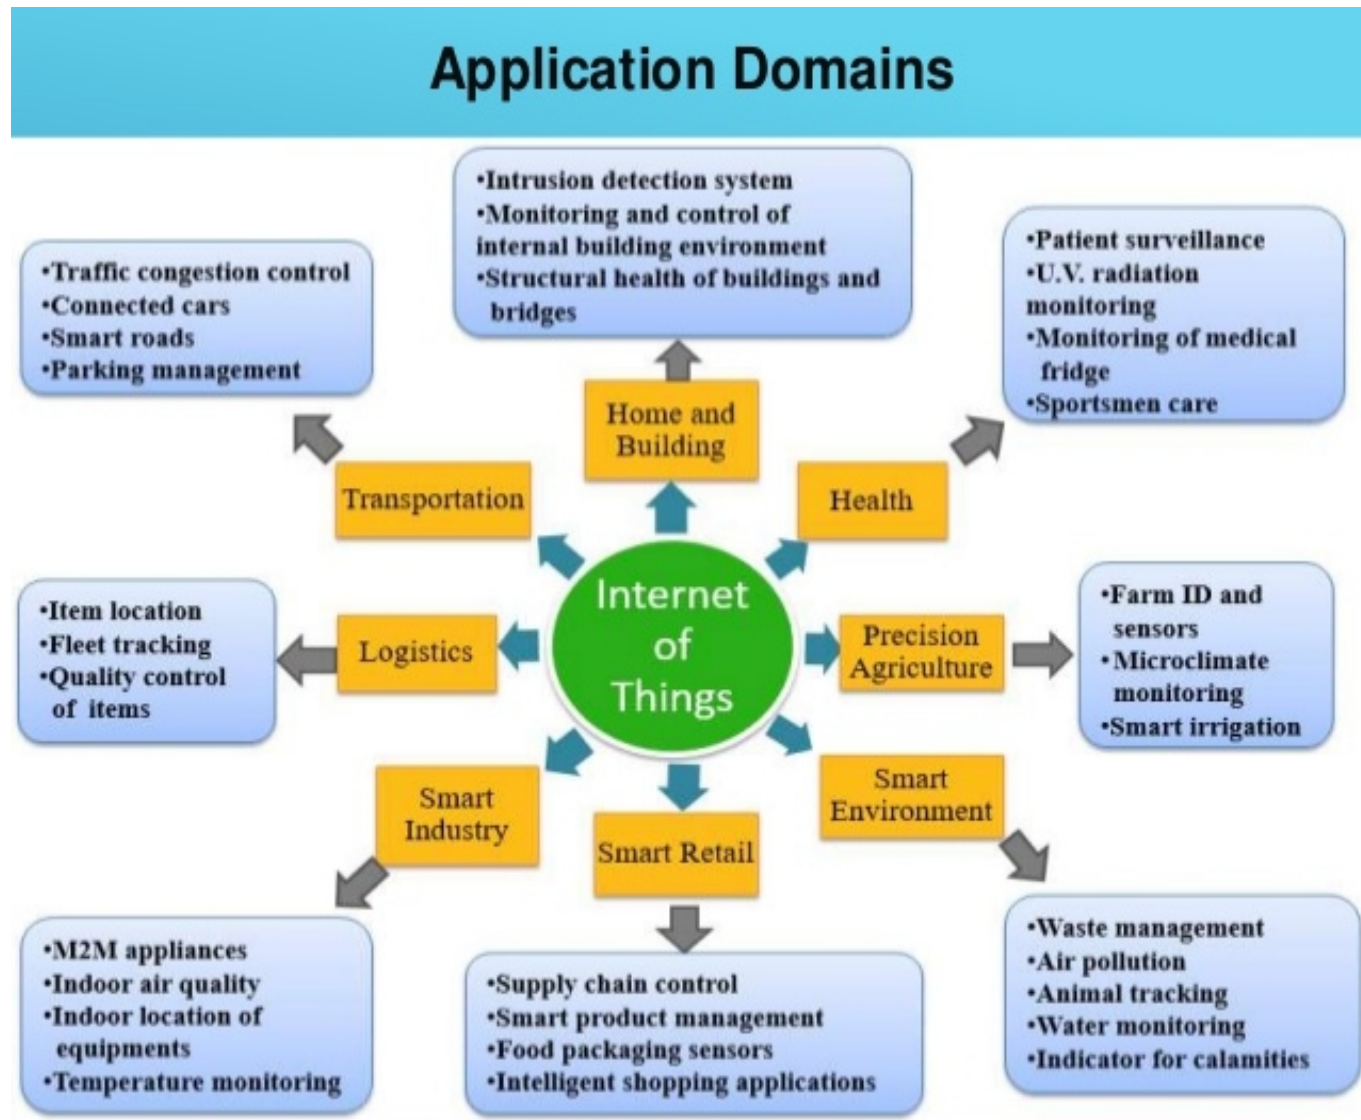 Application Domains
•Intrusion detection system
•Monitoring and control of
internal building environment
•Structural health of buildings and
bridges
•Patient surveillance
•U.V. radiation
monitoring
•Monitoring of medical
fridge
•Sportsmen care
•Traffic congestion control
•Connected cars
•Smart roads
•Parking management
Home and
Building
Transportation
Health
Internet
of
Things
•Item location
•Fleet tracking
•Quality control
of items
Logistics
Precision
Agriculture
•Farm ID and
sensors
•Microclimate
monitoring
•Smart irrigation
Smart
Industry
Smart Retail
Smart
Environment
•M2M appliances
•Indoor air quality
•Indoor location of
equipments
•Temperature monitoring
•Supply chain control
•Smart product management
•Food packaging sensors
•Intelligent shopping applications
•Waste management
•Air pollution
•Animal tracking
•Water monitoring
•Indicator for calamities